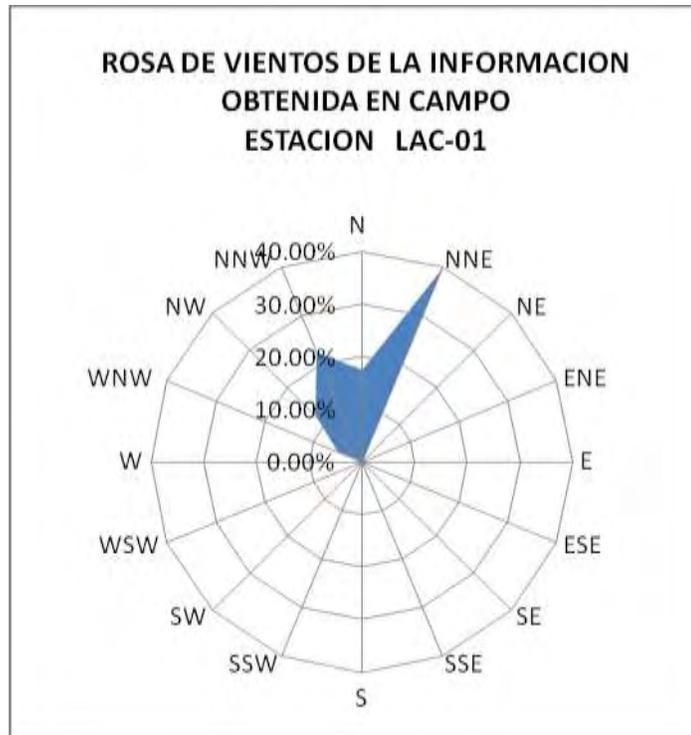 ROSA DE VIENTOS DE LA INFORMACION
OBTENIDA EN CAMPO
ESTACION LAC-01
N
NNE
NE
ENE
E
ESE
SE
SSE
S
SSW
SW
WSW
W
WNW
NW
NNW
40.00%
30.00%
20.00%
10.00%
0.00%